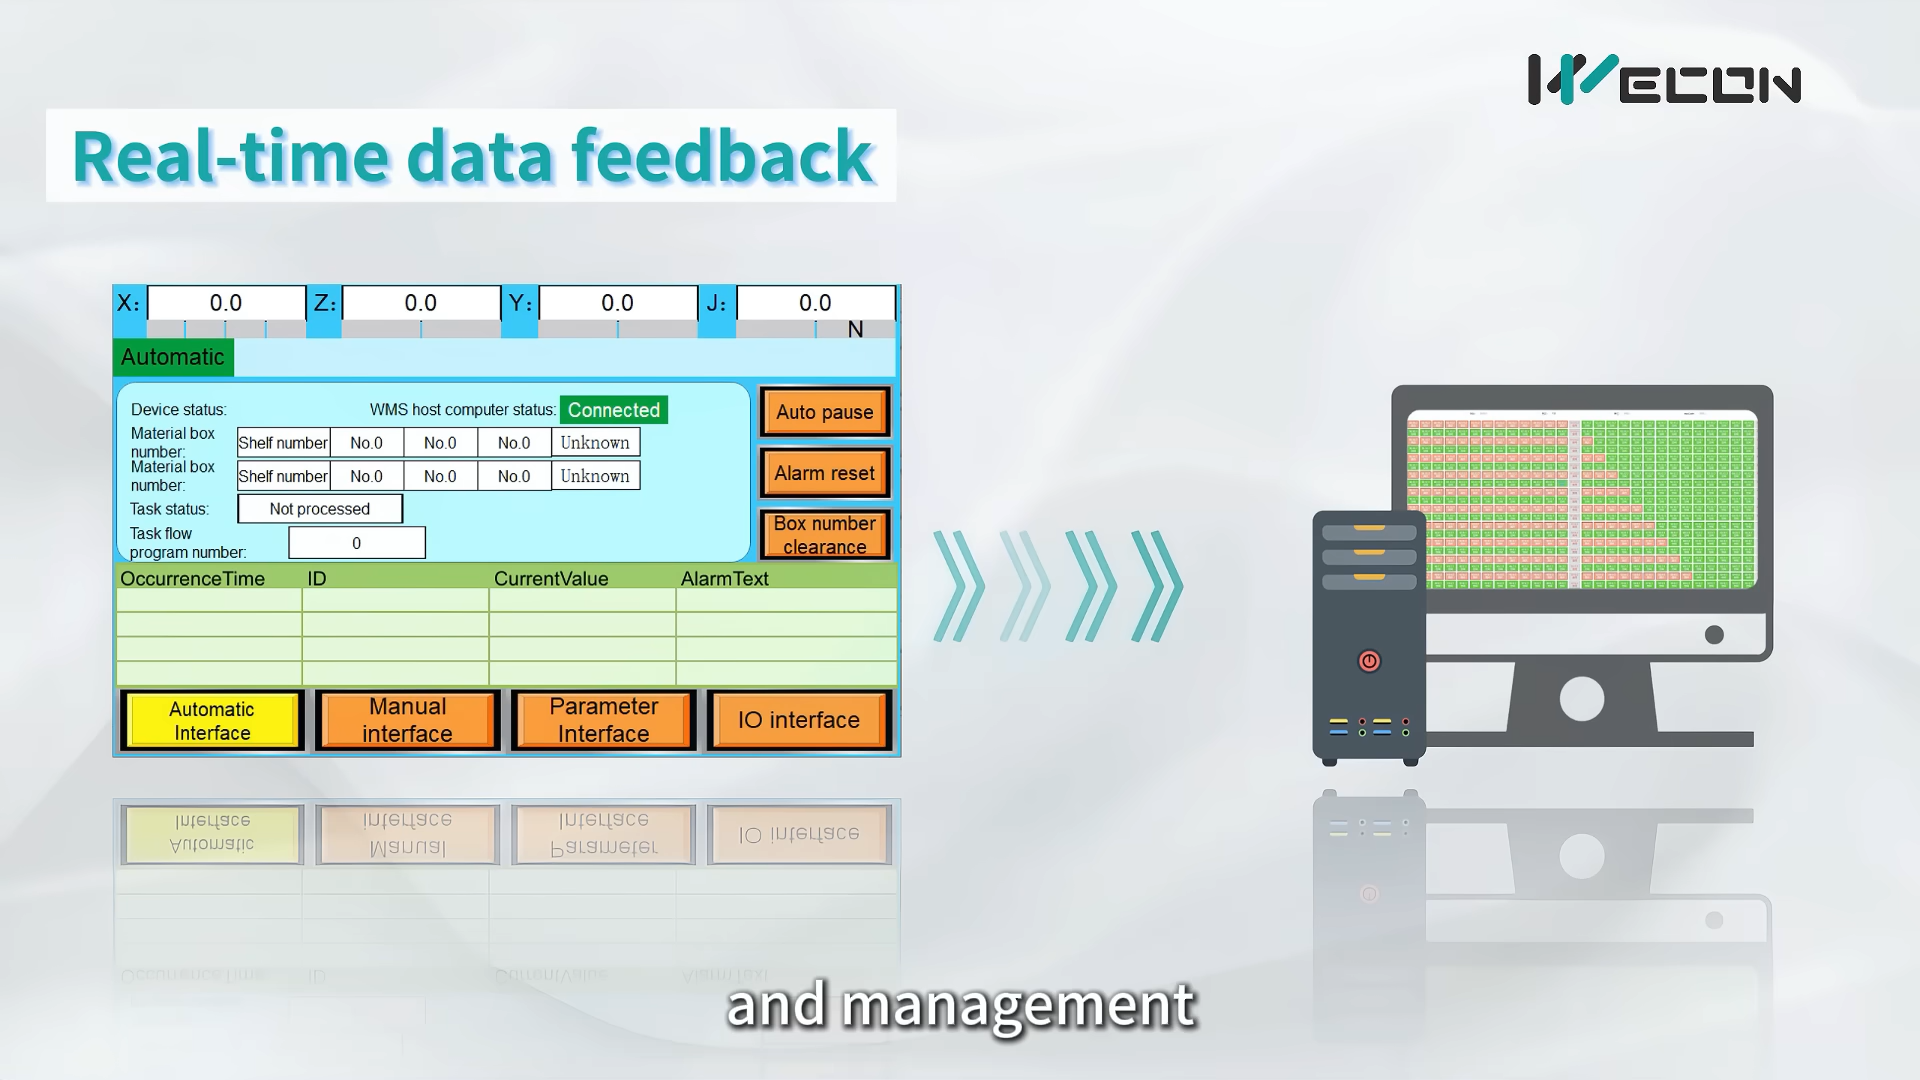 WECON
Real-time data feedback
X: 0.0 Z: 0.0 Y: 0.0 J: 0.0
N
Automatic
Device status: WMS host computer status: Connected
Material box
number: Shelf number No.0 No.0 No.0 Unknown
Material box
number: Shelf number No.0 No.0 No.0 Unknown
Task status: Not processed
Task flow
program number: 0
Auto pause
Alarm reset
Box number
clearance
OccurrenceTime ID CurrentValue AlarmText
Automatic
Interface
Manual
interface
Parameter
Interface
IO interface
and management